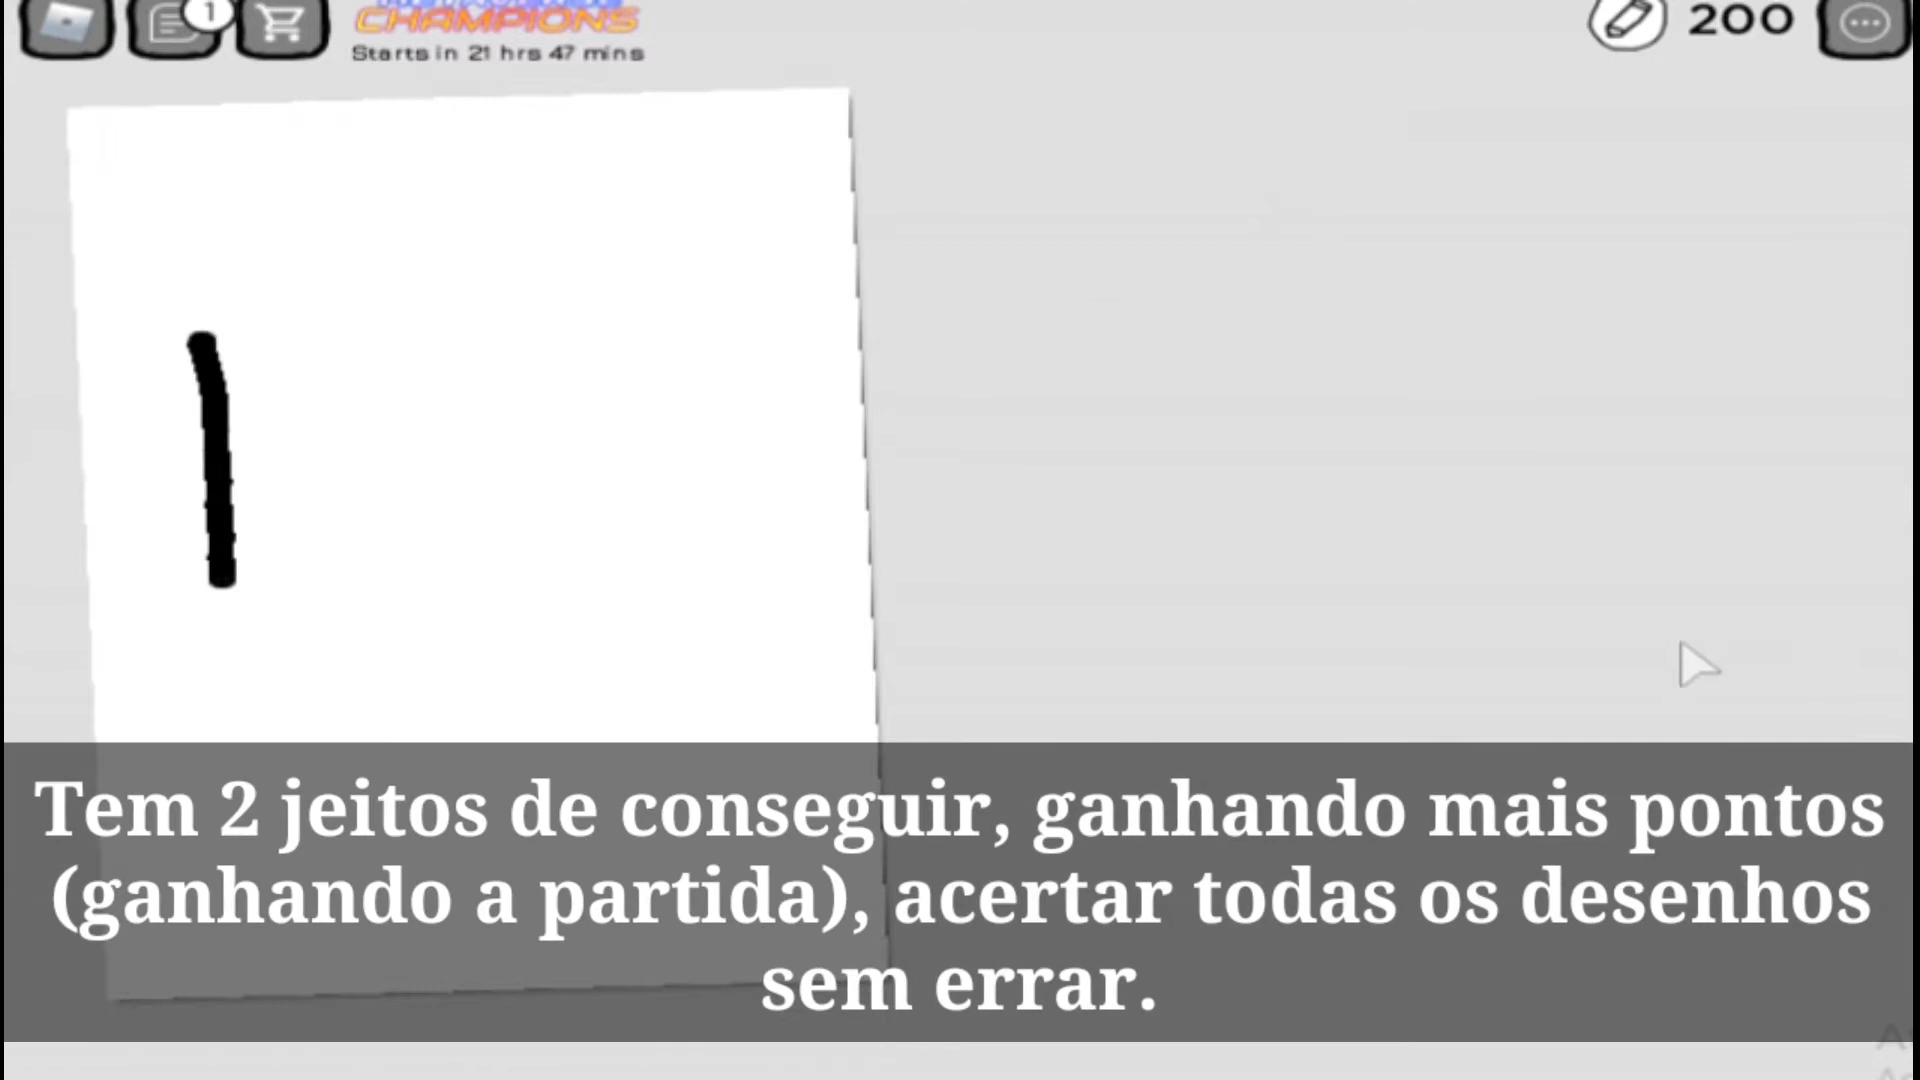 1
CHAMPIONS
Starts in 21 hrs 47 mins
200
Tem 2 jeitos de conseguir, ganhando mais pontos
(ganhando a partida), acertar todas os desenhos
sem errar.